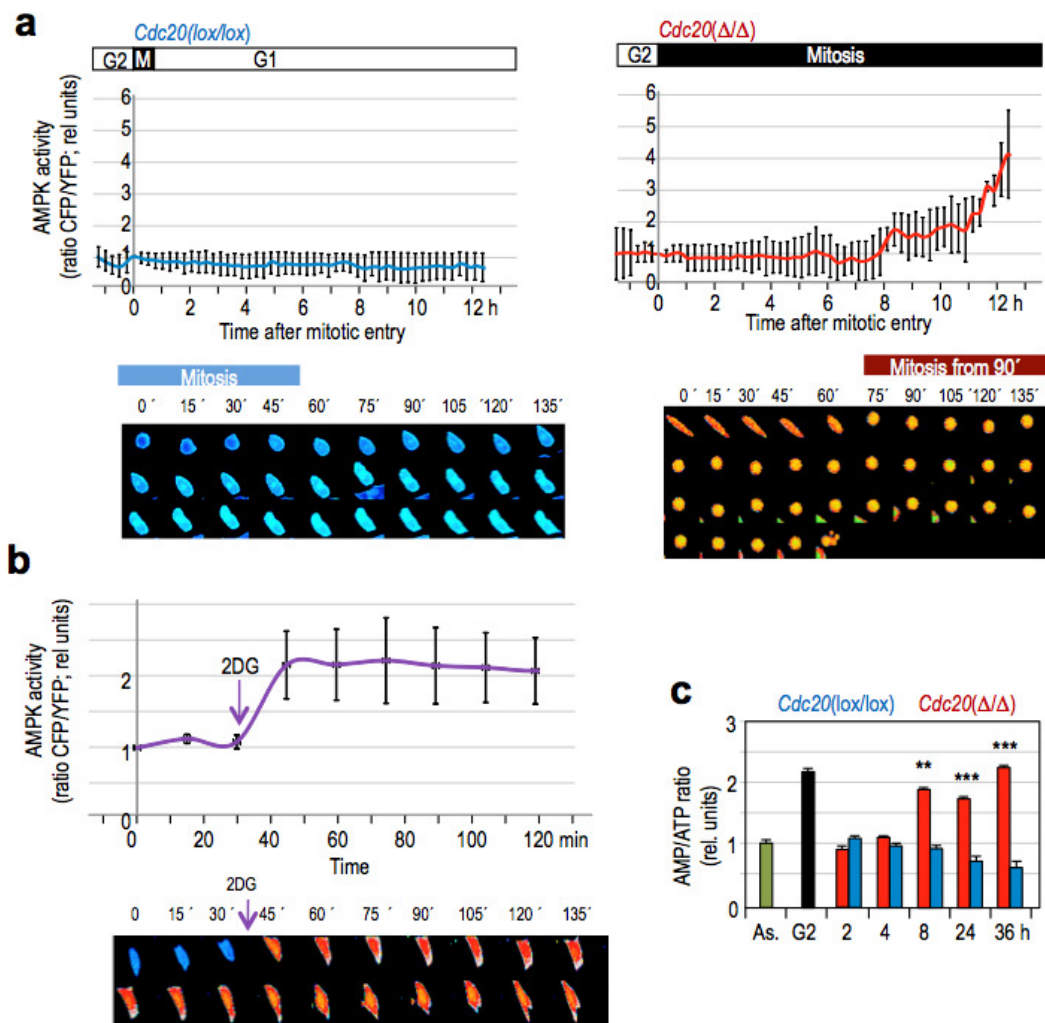 a
Cdc20(lox/lox)
G2 M G1
AMPK activity
(ratio CFP/YFP; rel units)
6
5
4
3
2
1
0
0 2 4 6 8 10 12 h
Time after mitotic entry
Mitosis
0´ 15´ 30´ 45´ 60´ 75´ 90´ 105´ 120´ 135´
Cdc20(Δ/Δ)
G2 Mitosis
6
5
4
3
2
1
0
0 2 4 6 8 10 12 h
Time after mitotic entry
Mitosis from 90´
0´ 15´ 30´ 45´ 60´ 75´ 90´ 105´ 120´ 135´
b
AMPK activity
(ratio CFP/YFP; rel units)
2
1
0
2DG
0 20 40 60 80 100 120 min
Time
2DG
0 15´ 30´ 45´ 60´ 75´ 90´ 105´ 120´ 135´
c
Cdc20(lox/lox) Cdc20(Δ/Δ)
AMP/ATP ratio
(rel. units)
3
2
1
0
** *** ***
As. G2 2 4 8 24 36 h